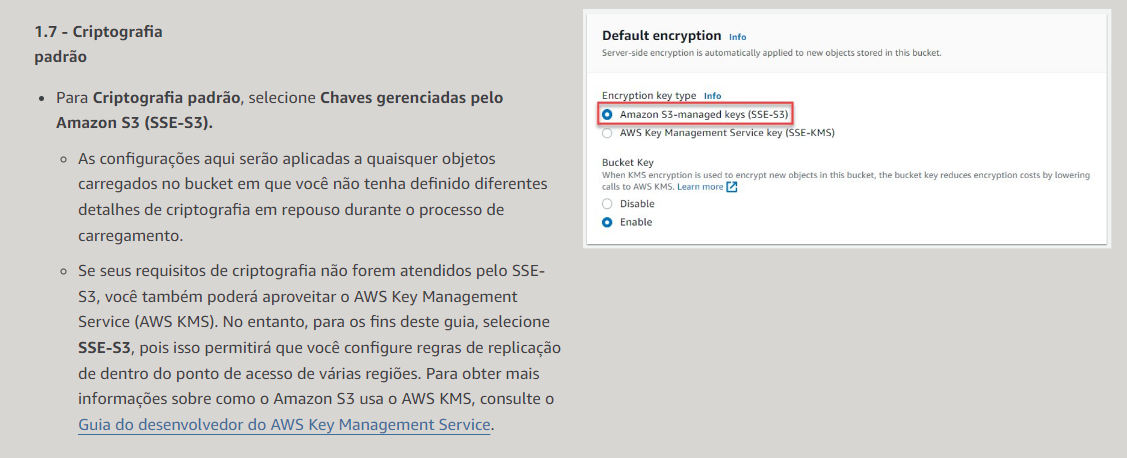 1.7 - Criptografia
padrão
Para Criptografia padrão, selecione Chaves gerenciadas pelo
Amazon S3 (SSE-S3).
As configurações aqui serão aplicadas a quaisquer objetos
carregados no bucket em que você não tenha definido diferentes
detalhes de criptografia em repouso durante o processo de
carregamento.
Se seus requisitos de criptografia não forem atendidos pelo SSE-
S3, você também poderá aproveitar o AWS Key Management
Service (AWS KMS). No entanto, para os fins deste guia, selecione
SSE-S3, pois isso permitirá que você configure regras de replicação
de dentro do ponto de acesso de várias regiões. Para obter mais
informações sobre como o Amazon S3 usa o AWS KMS, consulte o
Guia do desenvolvedor do AWS Key Management Service.
Default encryption Info
Server-side encryption is automatically applied to new objects stored in this bucket.
Encryption key type Info
Amazon S3-managed keys (SSE-S3)
AWS Key Management Service key (SSE-KMS)
Bucket Key
When KMS encryption is used to encrypt new objects in this bucket, the bucket key reduces encryption costs by lowering
calls to AWS KMS. Learn more
Disable
Enable